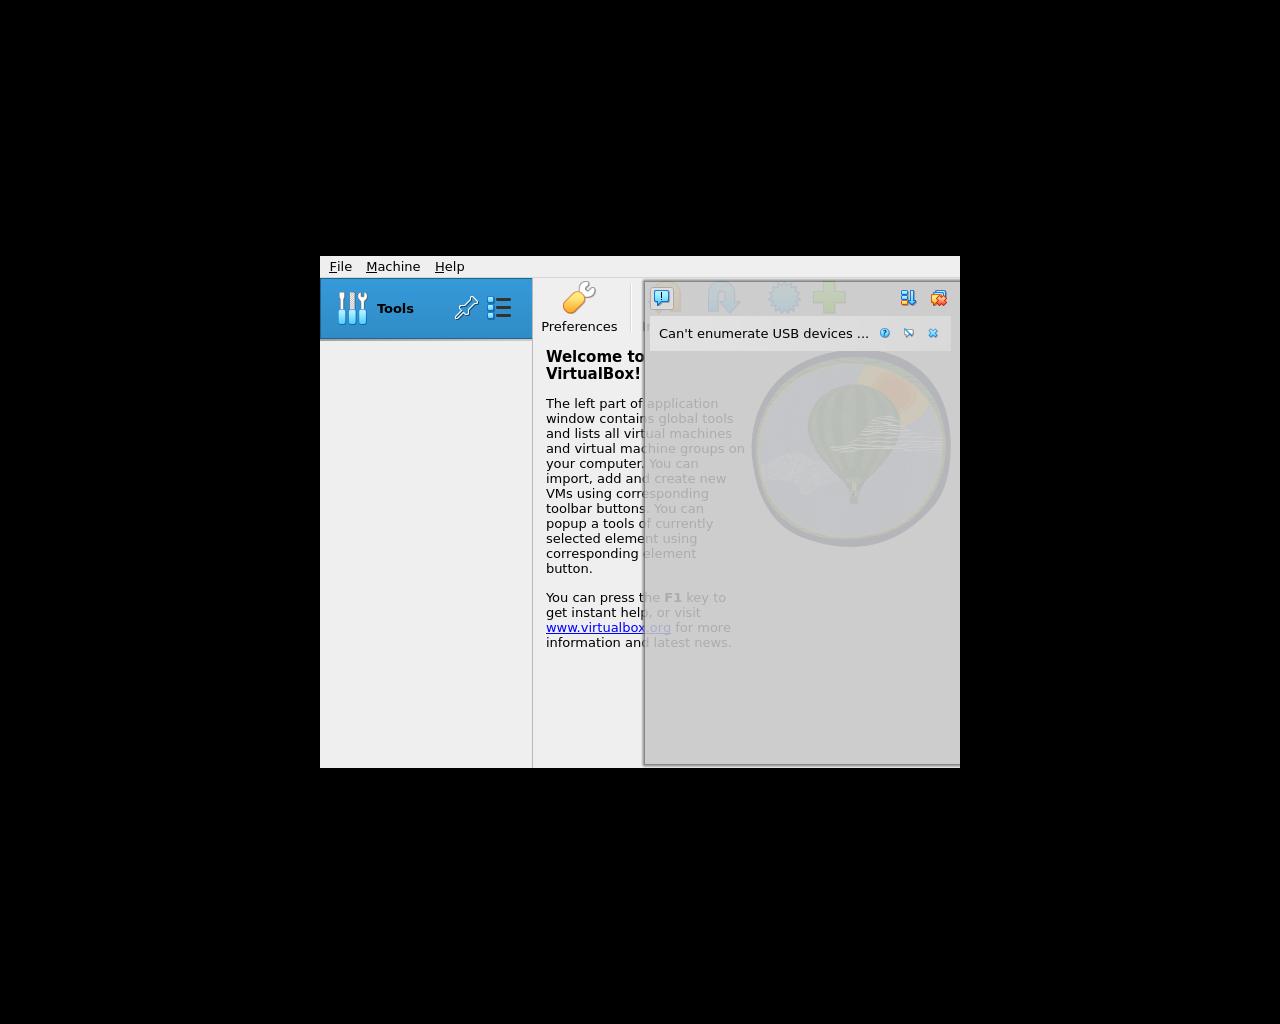 File Machine Help
Tools
Preferences
Can't enumerate USB devices ...
Welcome to
VirtualBox!
The left part of application
window contains global tools
and lists all virtual machines
and virtual machine groups on
your computer. You can
import, add and create new
VMs using corresponding
toolbar buttons. You can
popup a tools of currently
selected element using
corresponding element
button.
You can press the F1 key to
get instant help, or visit
www.virtualbox.org for more
information and latest news.